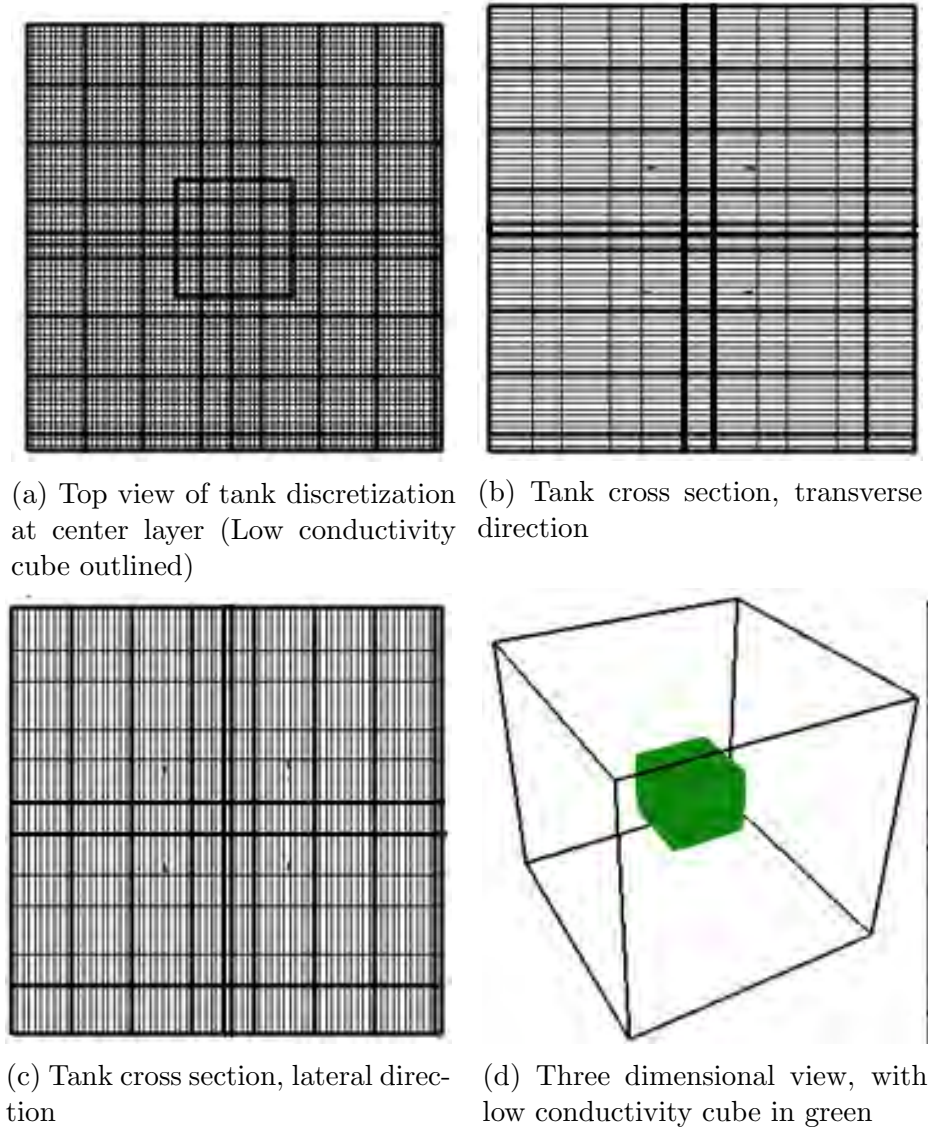 (a) Top view of tank discretization
at center layer (Low conductivity
cube outlined)
(b) Tank cross section, transverse
direction
(c) Tank cross section, lateral direc-
tion
(d) Three dimensional view, with
low conductivity cube in green